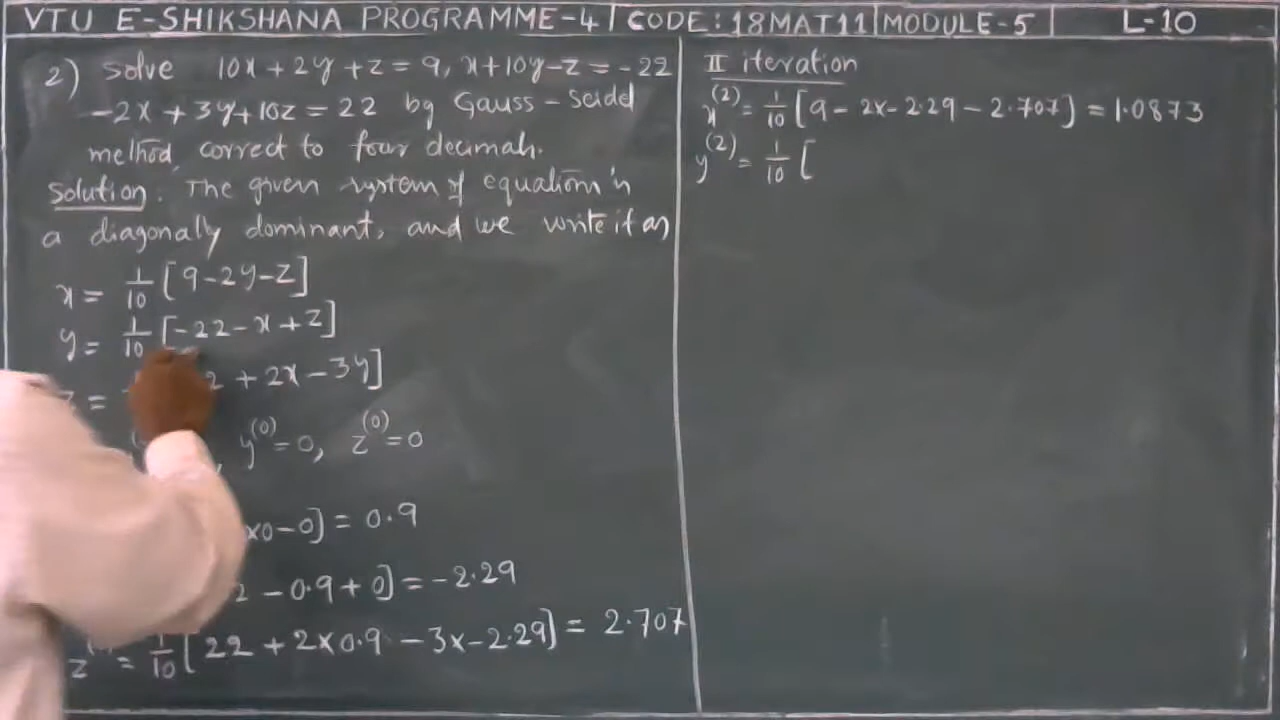 VTU E-SHIKSHANA PROGRAMME-4 | CODE: 18MAT11 | MODULE-5 | L-10
2) Solve 10x + 2y + z = 9, x + 10y - z = -22
-2x + 3y + 10z = 22 by Gauss - Seidel
method, correct to four decimals.
Solution: The given system of equations is
a diagonally dominant, and we write it as
x = 1/10 [9 - 2y - z]
y = 1/10 [-22 - x + z]
= 2 + 2x - 3y]
y^(0) = 0, z^(0) = 0
x0 - 0] = 0.9
2 - 0.9 + 0] = -2.29
z = 1/10 [22 + 2x0.9 - 3x-2.29] = 2.707
II iteration
x^(2) = 1/10 [9 - 2x-2.29 - 2.707] = 1.0873
y^(2) = 1/10 [